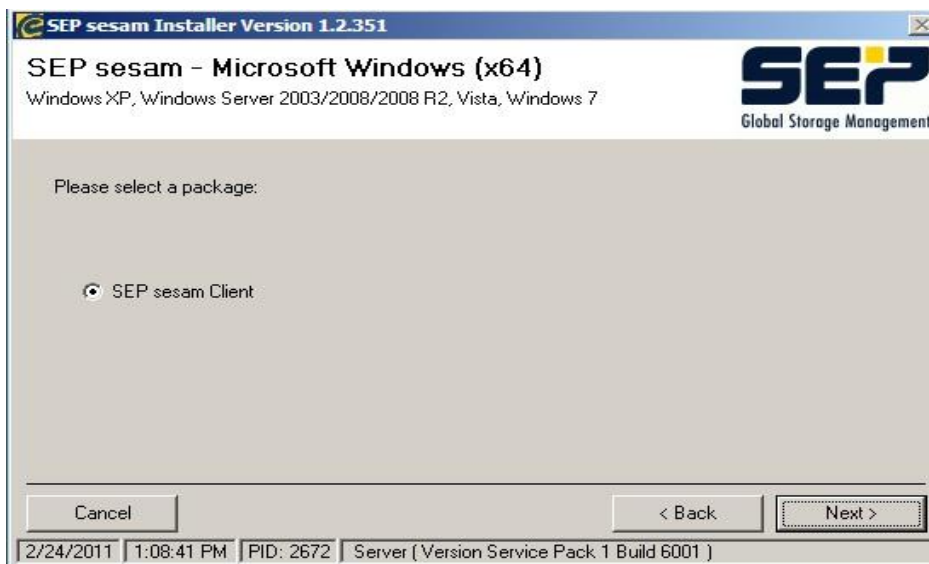 SEP sesam Installer Version 1.2.351
SEP sesam - Microsoft Windows (x64)
Windows XP, Windows Server 2003/2008/2008 R2, Vista, Windows 7
SEP
Global Storage Management
Please select a package:
SEP sesam Client
Cancel
< Back
Next >
2/24/2011 1:08:41 PM PID: 2672 Server ( Version Service Pack 1 Build 6001 )